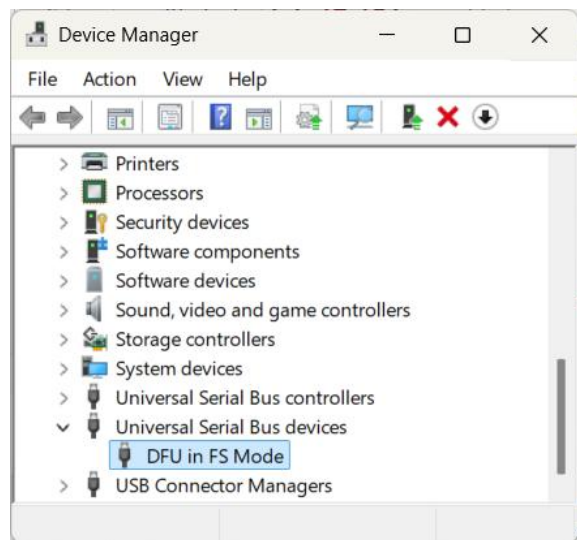 Device Manager
File Action View Help
Printers
Processors
Security devices
Software components
Software devices
Sound, video and game controllers
Storage controllers
System devices
Universal Serial Bus controllers
Universal Serial Bus devices
DFU in FS Mode
USB Connector Managers